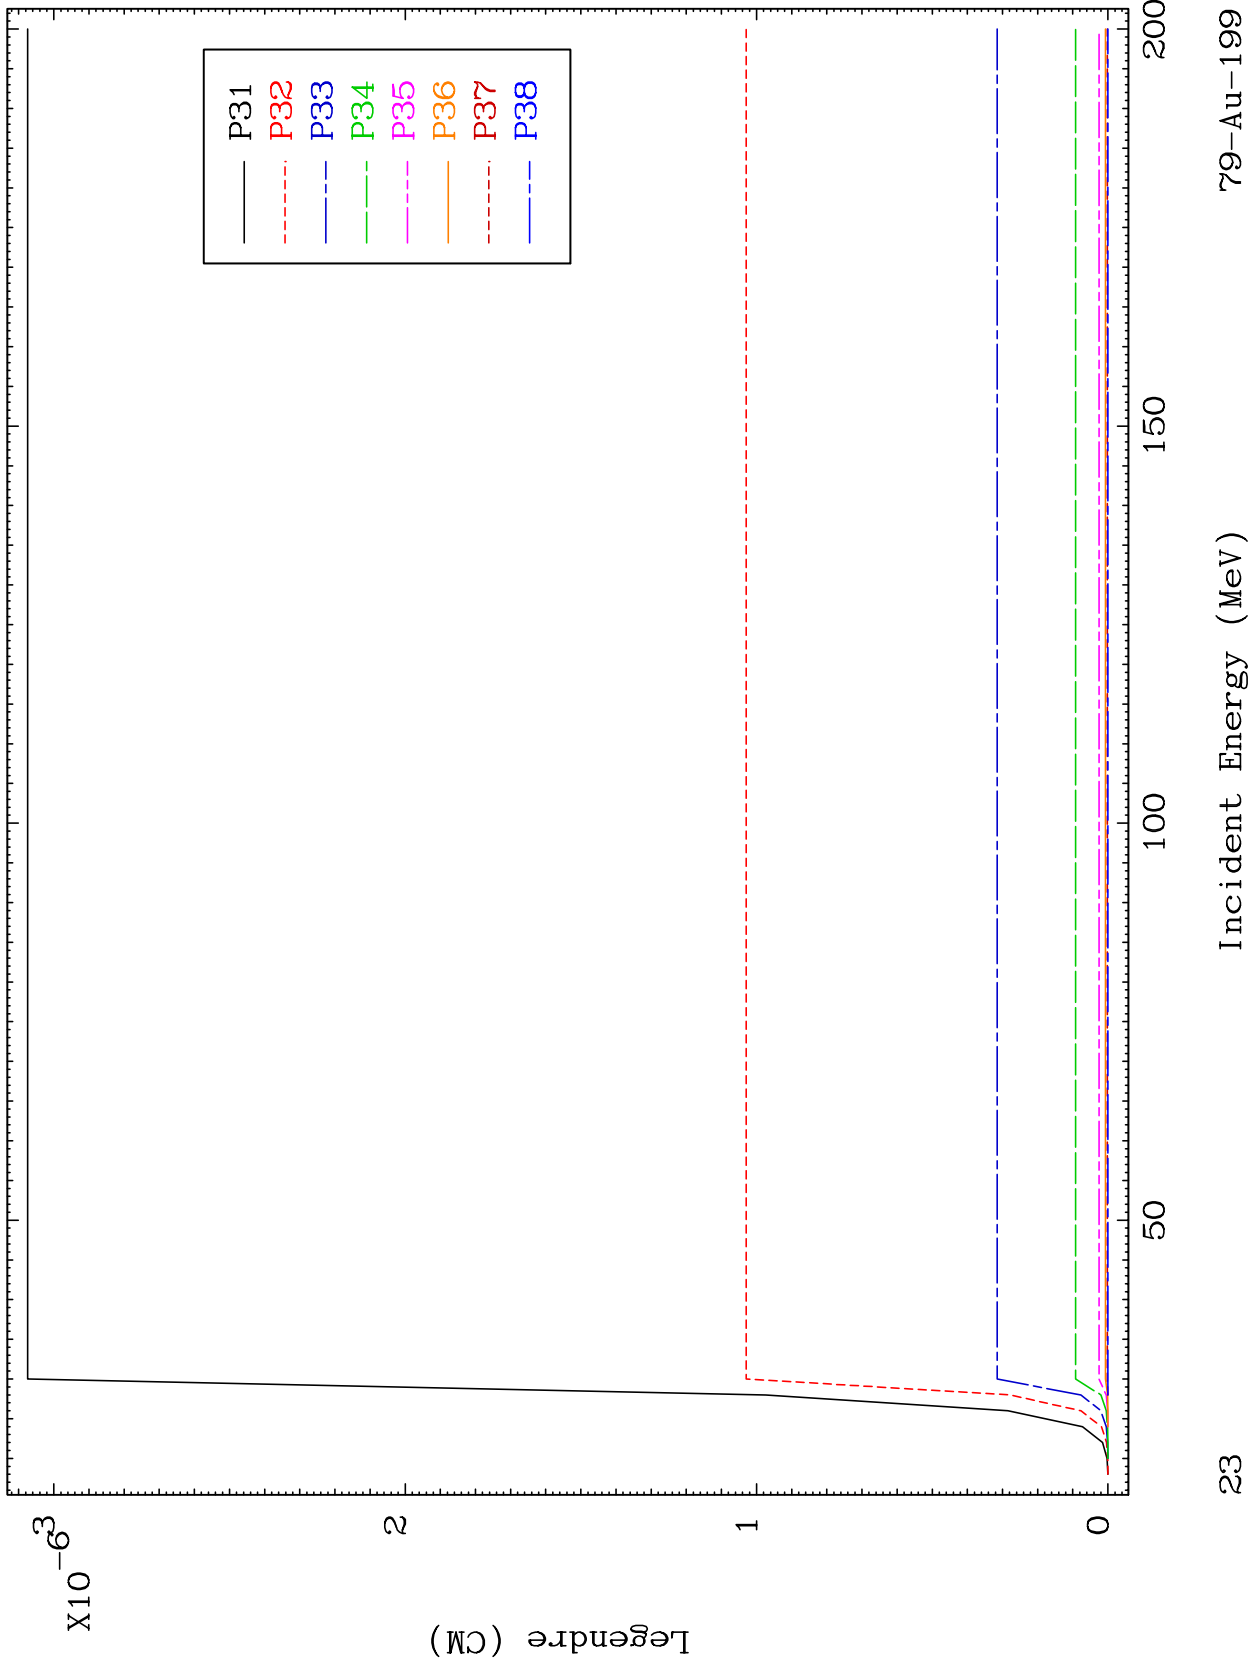 X10
-6
3
2
1
0
Legendre (CM)
P31
P32
P33
P34
P35
P36
P37
P38
50
100
150
200
Incident Energy (MeV)
23
79-Au-199